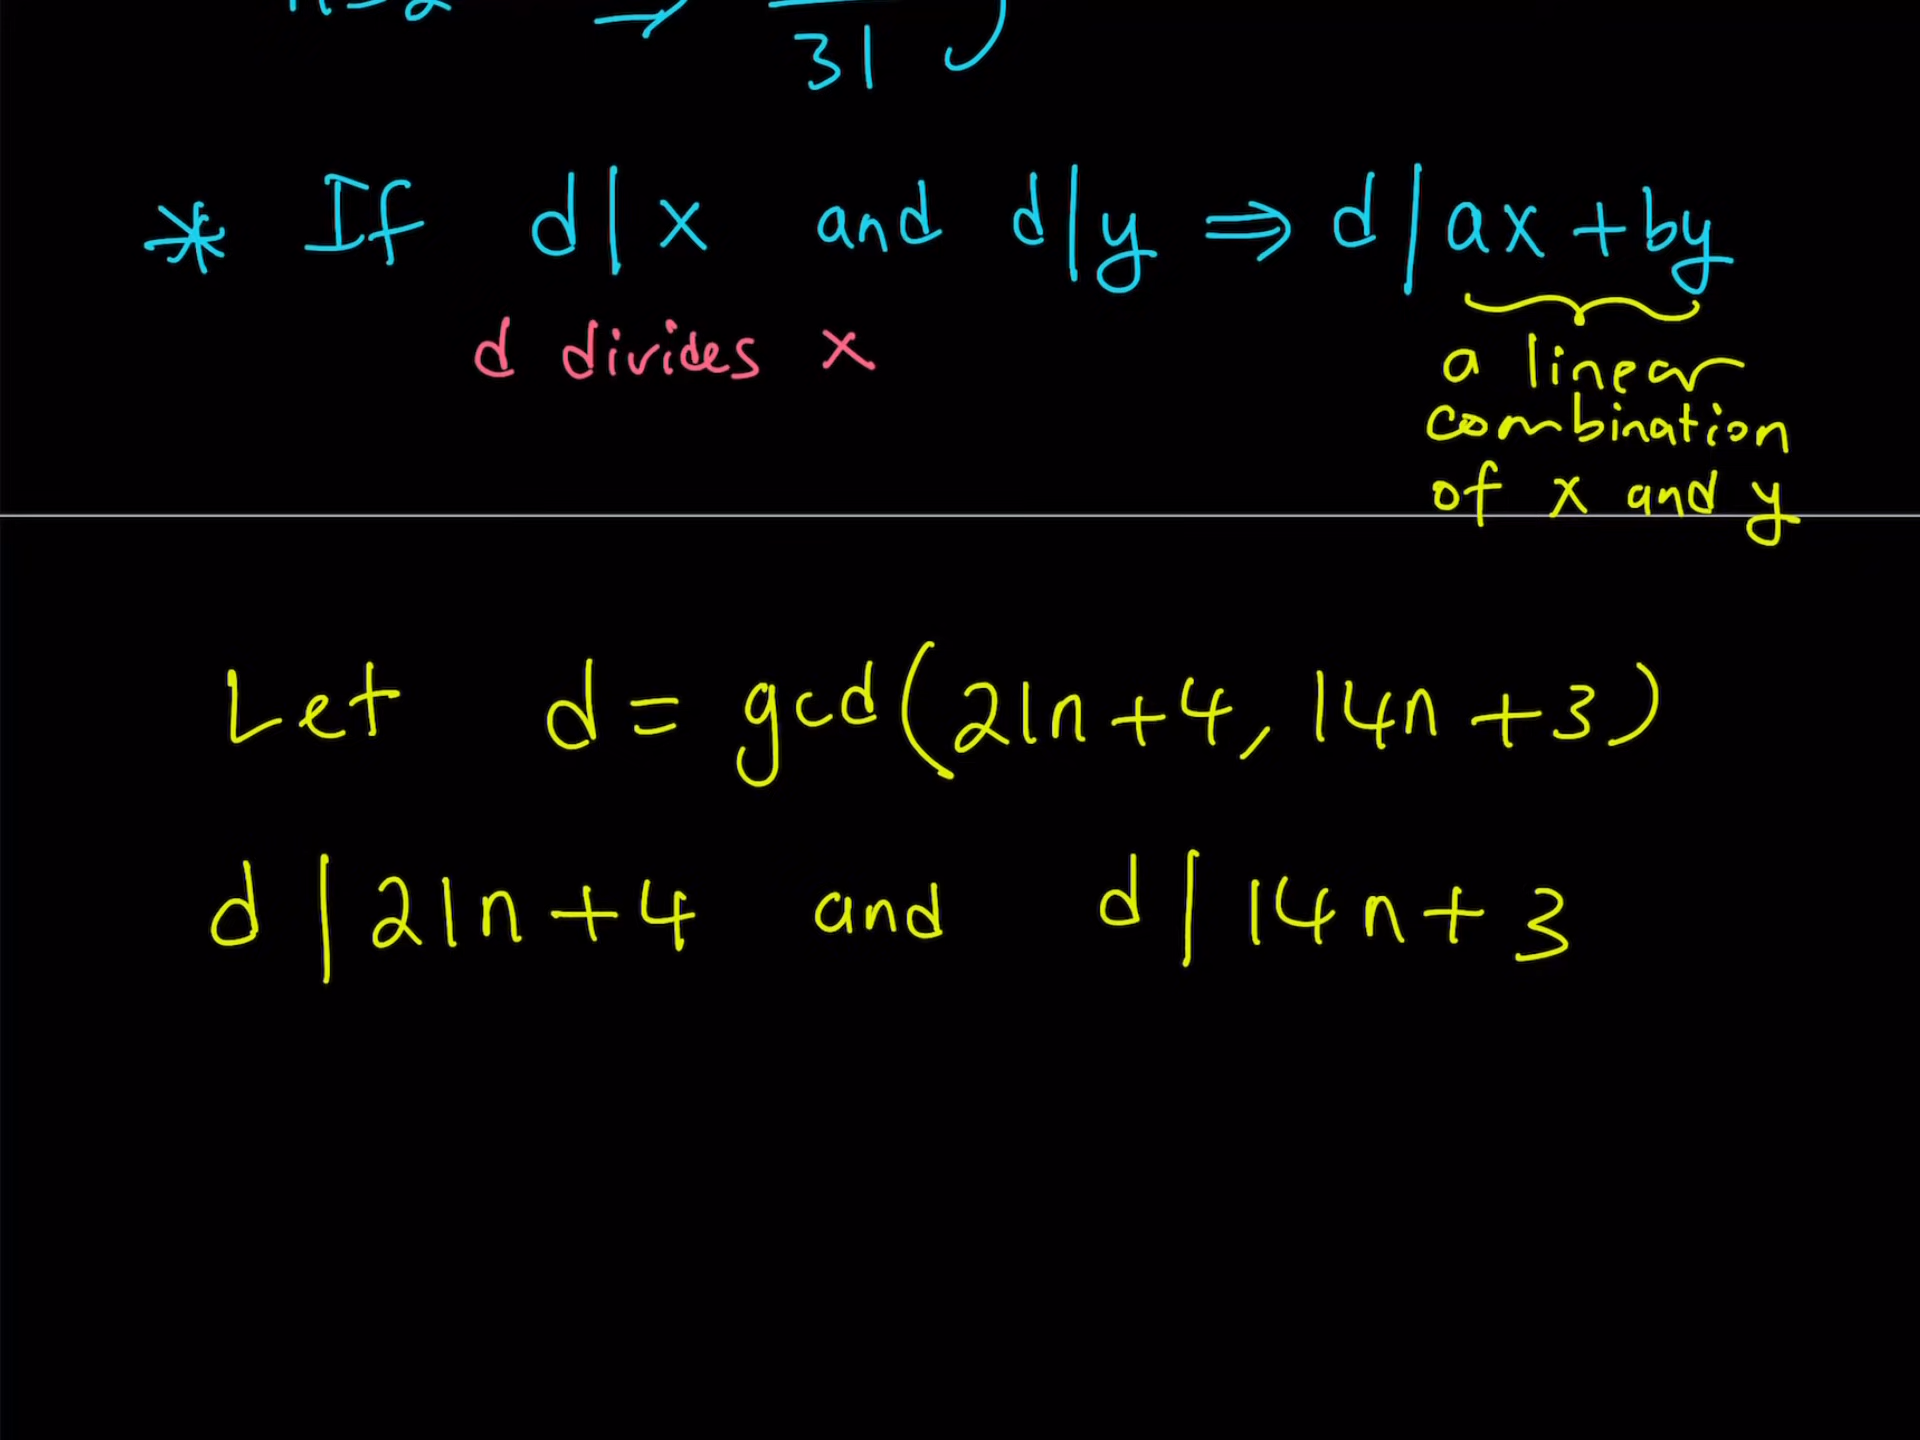 ⇒ 31
* If d|x and d|y ⇒ d|ax+by
d divides x
a linear
combination
of x and y
Let d = gcd(21n+4, 14n+3)
d | 21n+4 and d | 14n+3